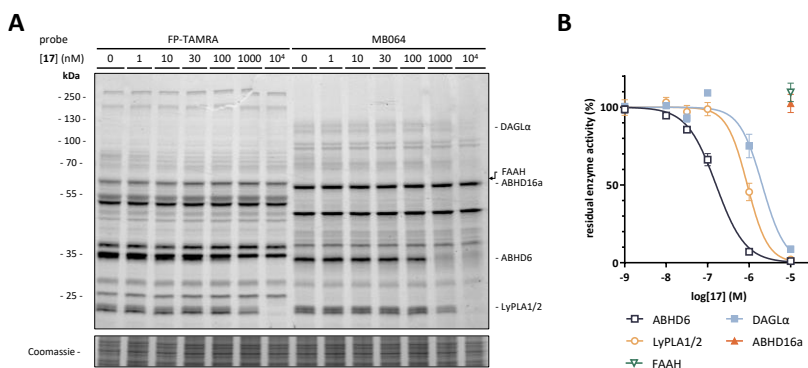 A
probe FP-TAMRA MB064
[17] (nM) 0 1 10 30 100 1000 10⁴ 0 1 10 30 100 1000 10⁴
kDa
- 250 -
- 130 -
- 100 -
- 70 -
55 -
35 -
25 -
- DAGLα
FAAH
- ABHD16a
- ABHD6
- LyPLA1/2
Coomassie -
B
residual enzyme activity (%)
100
50
0
-9 -8 -7 -6 -5
log[17] (M)
ABHD6 DAGLα
LyPLA1/2 ABHD16a
FAAH